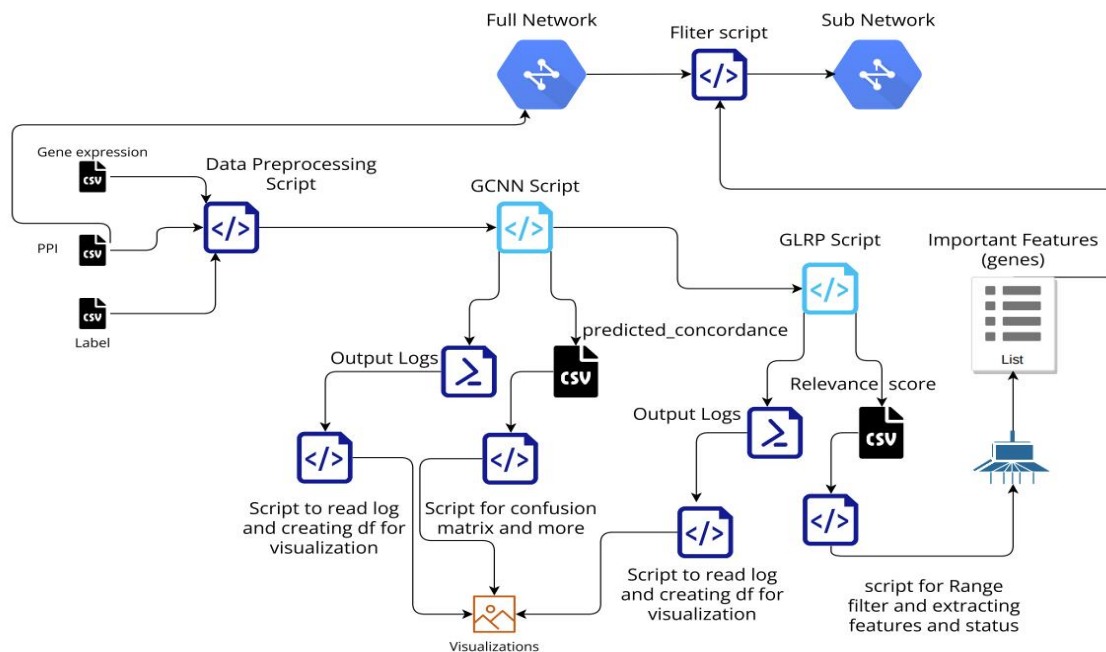 Full Network
Fliter script
Sub Network
Gene expression
CSV
Data Preprocessing
Script
</>
GCNN Script
</>
PPI
CSV
Label
CSV
GLRP Script
</>
Important Features
(genes)
List
</>
Output Logs
predicted_concordance
CSV
Relevance_score
CSV
Output Logs
</>
</>
</>
</>
Script to read log
and creating df for
visualization
Script for confusion
matrix and more
Script to read log
and creating df for
visualization
script for Range
filter and extracting
features and status
Visualizations